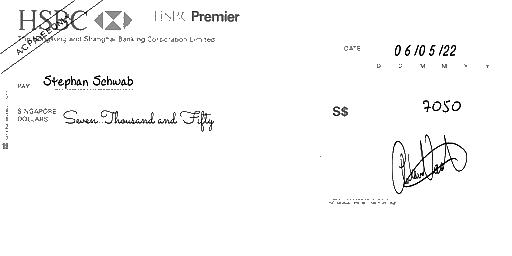 HSBC HSBC Premier
The Hongkong and Shanghai Banking Corporation Limited
A/C PAYEE ONLY
DATE 06/05/22
D D M M Y Y
PAY Stephan Schwab
SINGAPORE
DOLLARS Seven Thousand and Fifty
S$ 7050